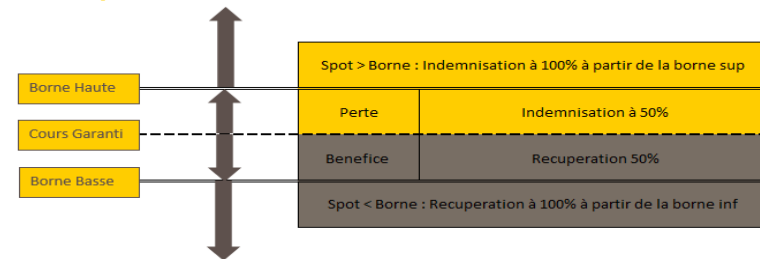 Spot > Borne : Indemnisation à 100% à partir de la borne sup
Borne Haute
Perte Indemnisation à 50%
Cours Garanti
Benefice Recuperation 50%
Borne Basse
Spot < Borne : Recuperation à 100% à partir de la borne inf